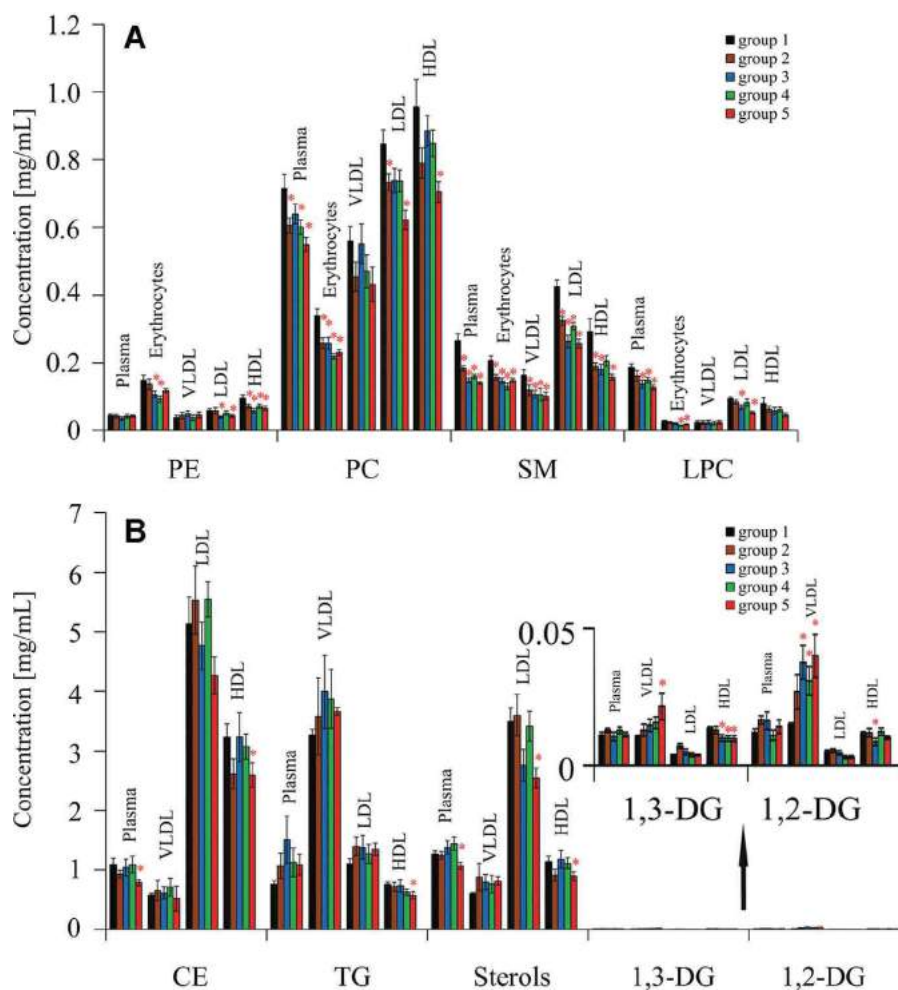 A
group 1
group 2
group 3
group 4
group 5
Concentration [mg/mL]
1.2
1.0
0.8
0.6
0.4
0.2
0
Plasma
Erythrocytes
VLDL
LDL
HDL
Plasma
Erythrocytes
VLDL
LDL
HDL
Plasma
Erythrocytes
VLDL
LDL
HDL
Plasma
Erythrocytes
VLDL
LDL
HDL
PE PC SM LPC
B
group 1
group 2
group 3
group 4
group 5
Concentration [mg/mL]
7
6
5
4
3
2
1
0
Plasma
VLDL
LDL
HDL
Plasma
VLDL
LDL
HDL
Plasma
VLDL
LDL
HDL
0.05
0
Plasma
VLDL
LDL
HDL
Plasma
VLDL
LDL
HDL
1,3-DG 1,2-DG
CE TG Sterols 1,3-DG 1,2-DG